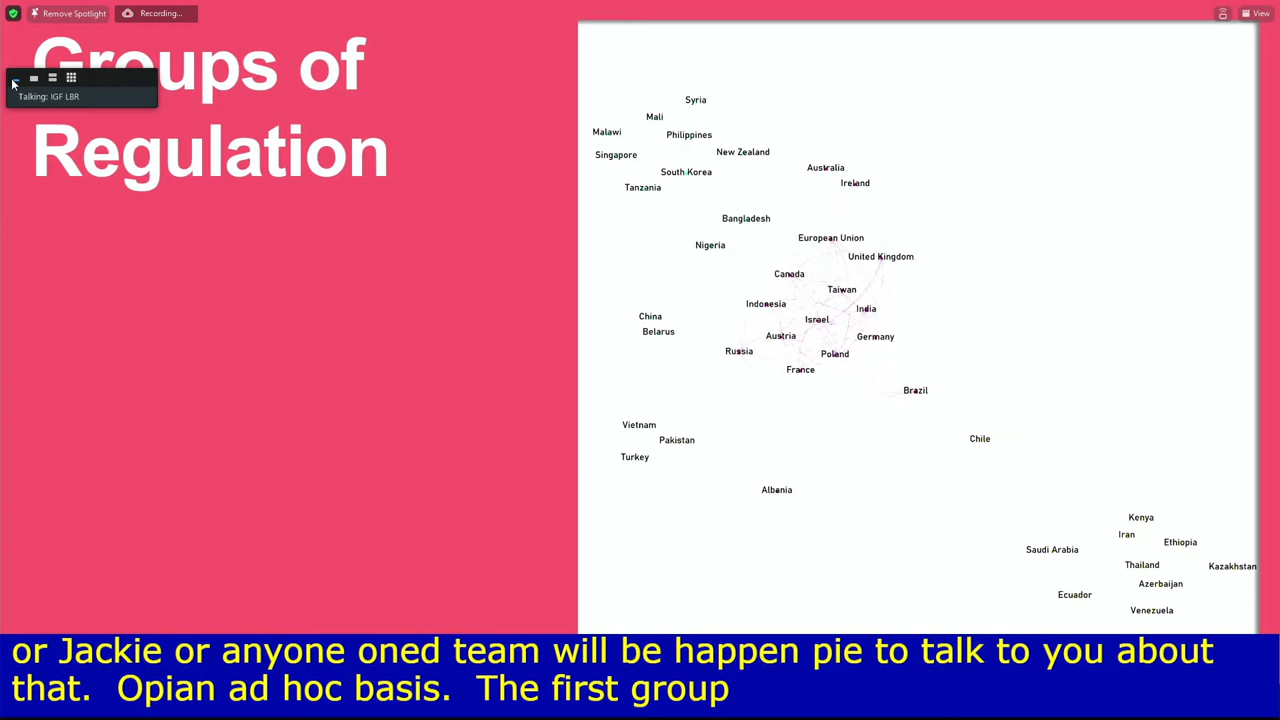 Remove Spotlight
Recording...
View
Groups of
Regulation
Talking: IGF LBR
Syria
Mali
Malawi
Philippines
Singapore
New Zealand
Australia
South Korea
Ireland
Tanzania
Bangladesh
European Union
Nigeria
United Kingdom
Canada
Taiwan
Indonesia
India
China
Israel
Belarus
Austria
Germany
Russia
Poland
France
Brazil
Vietnam
Chile
Pakistan
Turkey
Albania
Kenya
Iran
Ethiopia
Saudi Arabia
Thailand
Kazakhstan
Azerbaijan
Ecuador
Venezuela
or Jackie or anyone oned team will be happen pie to talk to you about
that.  Opian ad hoc basis.  The first group